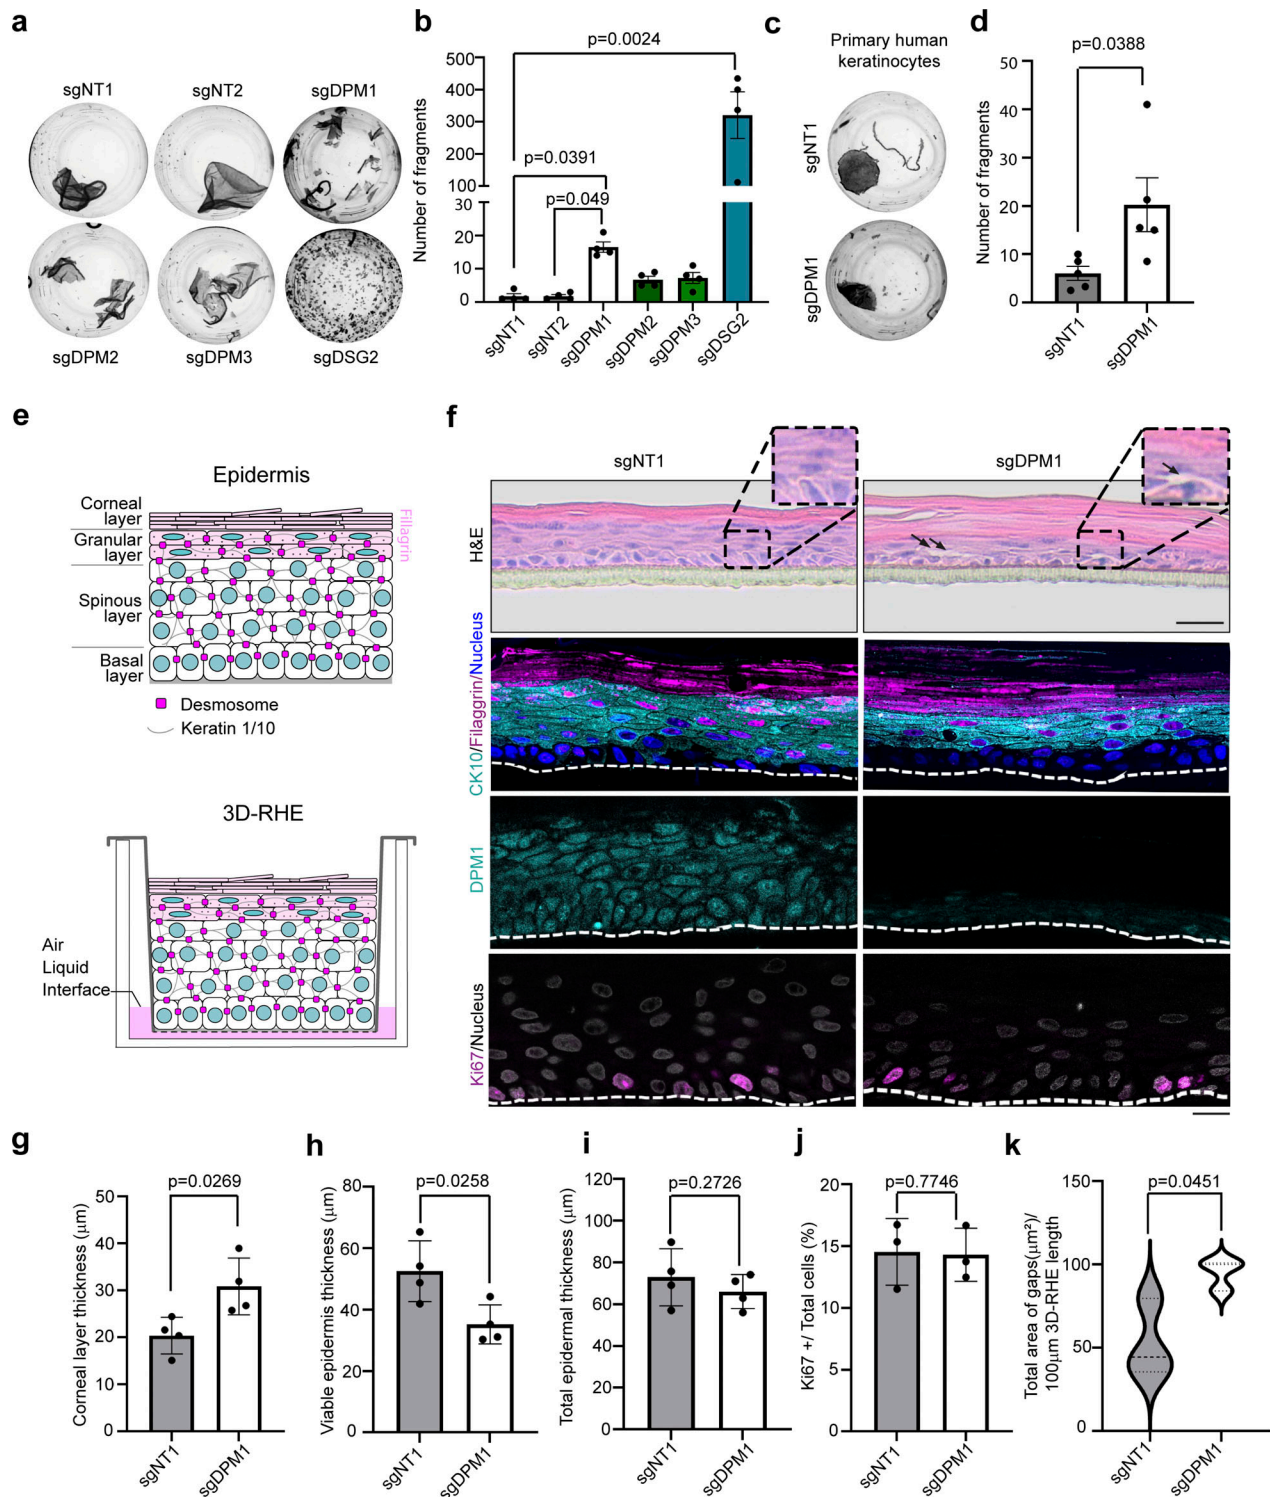 a
sgNT1
sgNT2
sgDPM1
sgDPM2
sgDPM3
sgDSG2
b
p=0.0024
p=0.0391
p=0.049
Number of fragments
500
400
300
200
100
30
20
10
0
sgNT1
sgNT2
sgDPM1
sgDPM2
sgDPM3
sgDSG2
c
Primary human
keratinocytes
sgNT1
sgDPM1
d
p=0.0388
Number of fragments
50
40
30
20
10
0
sgNT1
sgDPM1
e
Epidermis
Corneal
layer
Granular
layer
Spinous
layer
Basal
layer
Fillagrin
Desmosome
Keratin 1/10
3D-RHE
Air
Liquid
Interface
f
sgNT1
sgDPM1
H&E
CK10/Filaggrin/Nucleus
DPM1
Ki67/Nucleus
g
p=0.0269
Corneal layer thickness (μm)
50
40
30
20
10
0
sgNT1
sgDPM1
h
p=0.0258
Viable epidermis thickness (μm)
80
60
40
20
0
sgNT1
sgDPM1
i
p=0.2726
Total epidermal thickness (μm)
120
100
80
60
40
20
0
sgNT1
sgDPM1
j
p=0.7746
Ki67 +/ Total cells (%)
20
15
10
5
0
sgNT1
sgDPM1
k
p=0.0451
Total area of gaps(μm²)/
100μm 3D-RHE length
150
100
50
0
sgNT1
sgDPM1